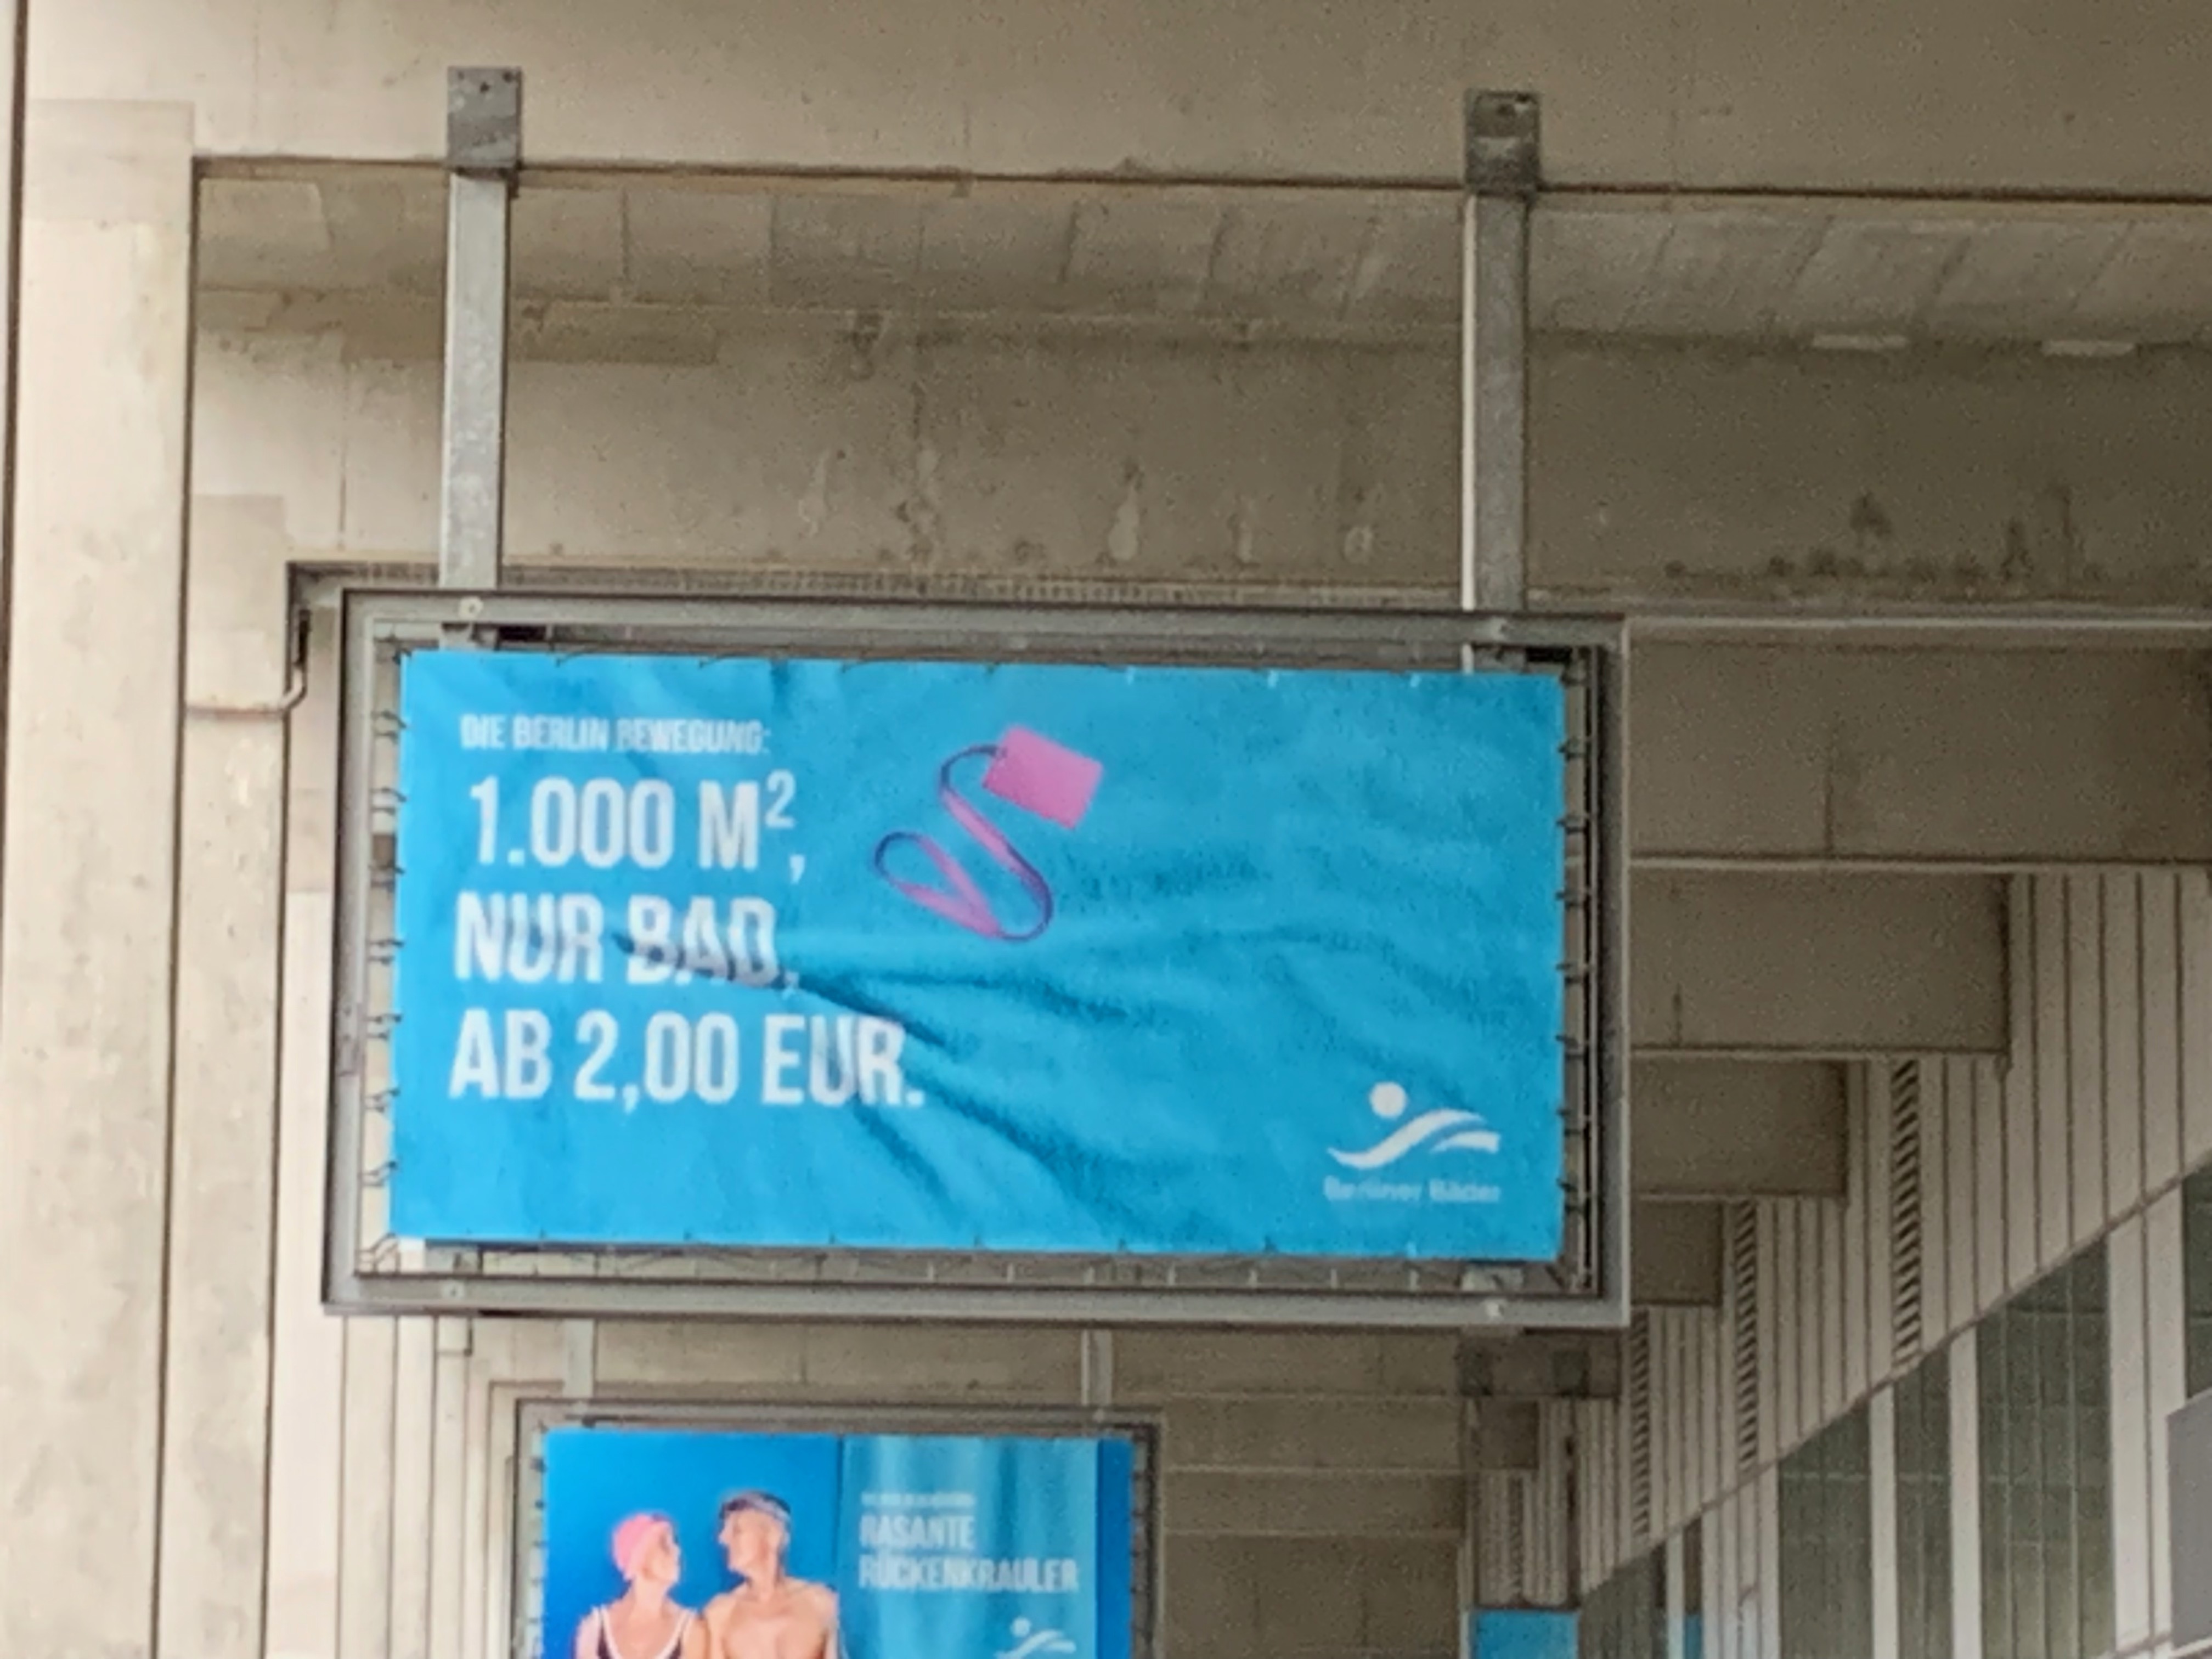 DIE BERLIN BEWEGUNG:
1.000 M²,
NUR BAD,
AB 2,00 EUR.
Berliner Bäder
RASANTE
RÜCKENKRAULER